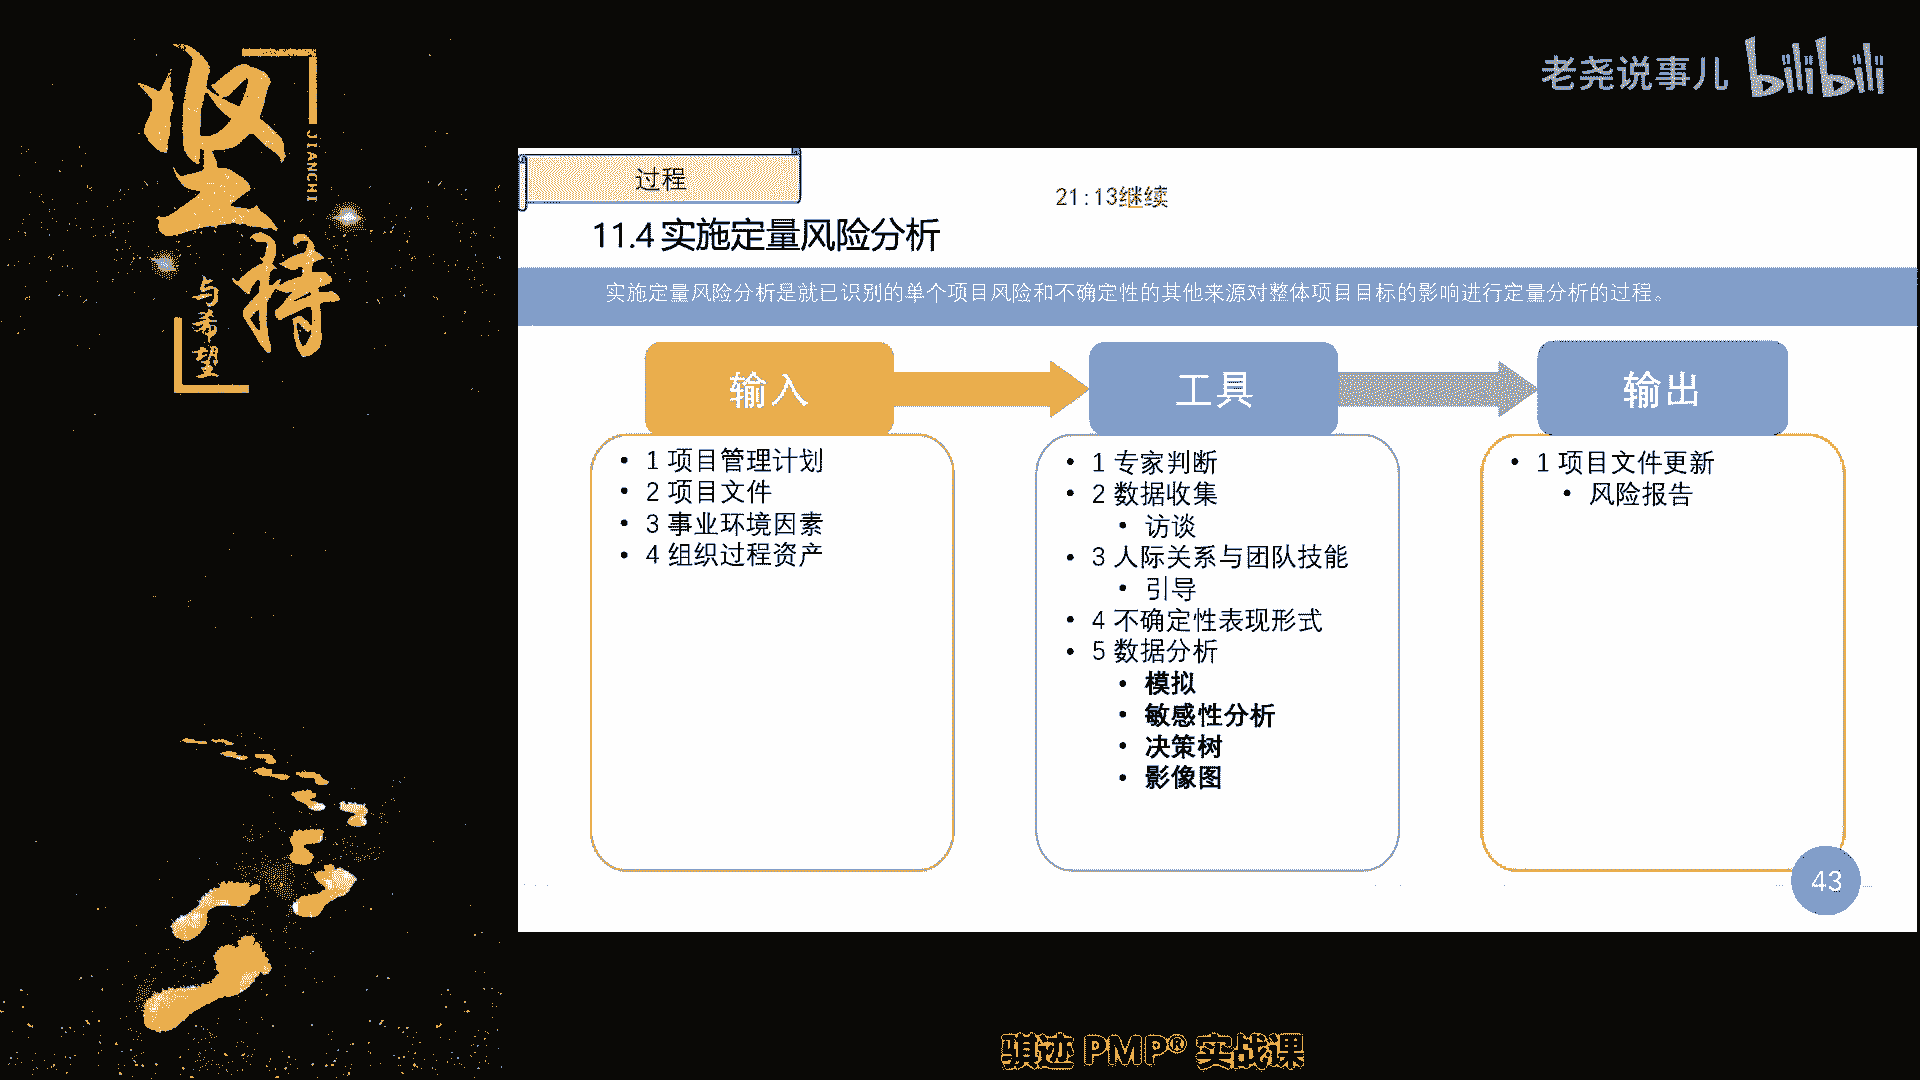 坚持
JIANCHI
与希望
老尧说事儿 bilibili
过程
21:13继续
11.4 实施定量风险分析
实施定量风险分析是就已识别的单个项目风险和不确定性的其他来源对整体项目目标的影响进行定量分析的过程。
输入
• 1 项目管理计划
• 2 项目文件
• 3 事业环境因素
• 4 组织过程资产
工具
• 1 专家判断
• 2 数据收集
• 访谈
• 3 人际关系与团队技能
• 引导
• 4 不确定性表现形式
• 5 数据分析
• 模拟
• 敏感性分析
• 决策树
• 影像图
输出
• 1 项目文件更新
• 风险报告
43
骐迹 PMP® 实战课